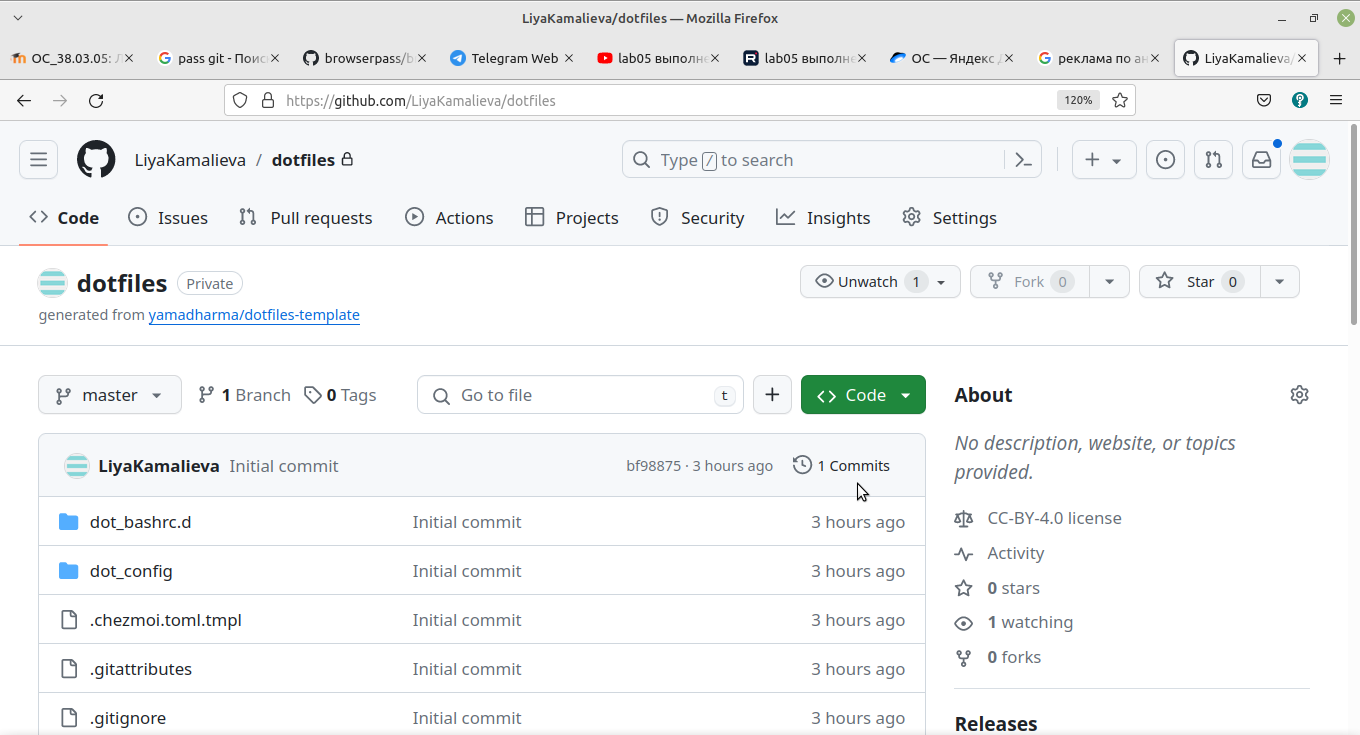 LiyaKamalieva/dotfiles — Mozilla Firefox
ОС_38.03.05: Л
pass git - Поис
browserpass/b
Telegram Web
lab05 выполне
lab05 выполне
ОС — Яндекс
реклама по ан
LiyaKamalieva/
https://github.com/LiyaKamalieva/dotfiles
120%
LiyaKamalieva / dotfiles
Type / to search
Code
Issues
Pull requests
Actions
Projects
Security
Insights
Settings
dotfiles Private
Unwatch 1
Fork 0
Star 0
generated from yamadharma/dotfiles-template
master
1 Branch
0 Tags
Go to file t
Code
LiyaKamalieva Initial commit bf98875 · 3 hours ago 1 Commits
dot_bashrc.d Initial commit 3 hours ago
dot_config Initial commit 3 hours ago
.chezmoi.toml.tmpl Initial commit 3 hours ago
.gitattributes Initial commit 3 hours ago
.gitignore Initial commit 3 hours ago
About
No description, website, or topics
provided.
CC-BY-4.0 license
Activity
0 stars
1 watching
0 forks
Releases